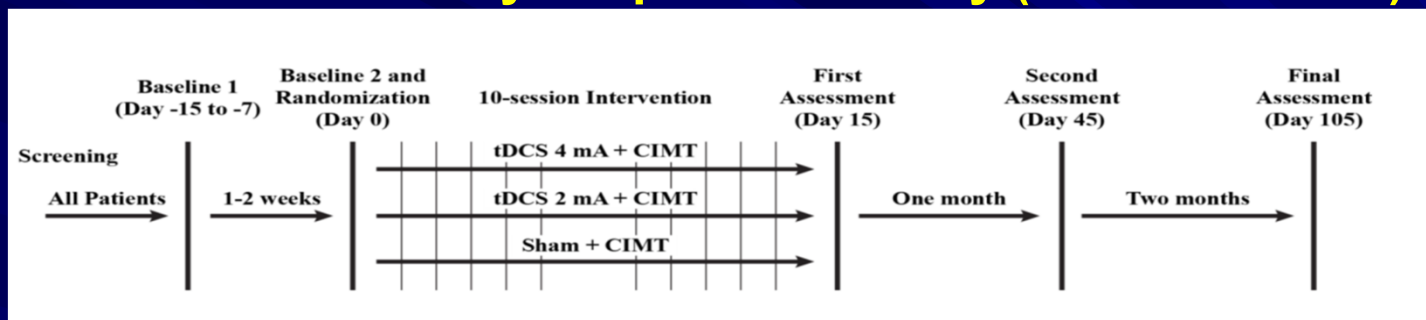 Baseline 1
(Day -15 to -7)
Baseline 2 and
Randomization
(Day 0)
10-session Intervention
First
Assessment
(Day 15)
Second
Assessment
(Day 45)
Final
Assessment
(Day 105)
Screening
All Patients
1-2 weeks
tDCS 4 mA + CIMT
tDCS 2 mA + CIMT
Sham + CIMT
One month
Two months